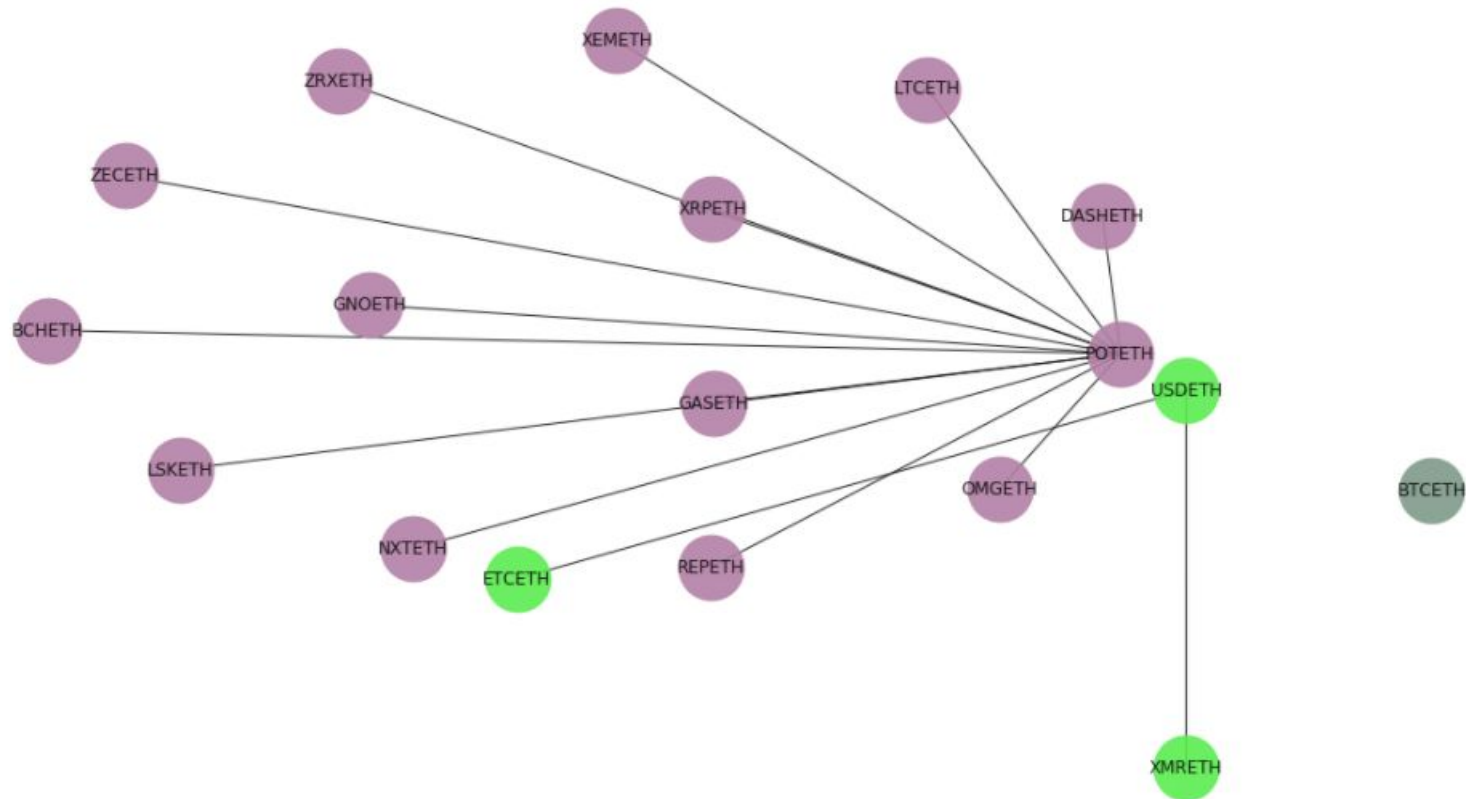 XEMETH
ZRXETH
LTCETH
ZECETH
XRPETH
DASHETH
GNOETH
BCHETH
POTETH
USDETH
GASETH
LSKETH
OMGETH
BTCETH
NXTETH
ETCETH
REPETH
XMRETH